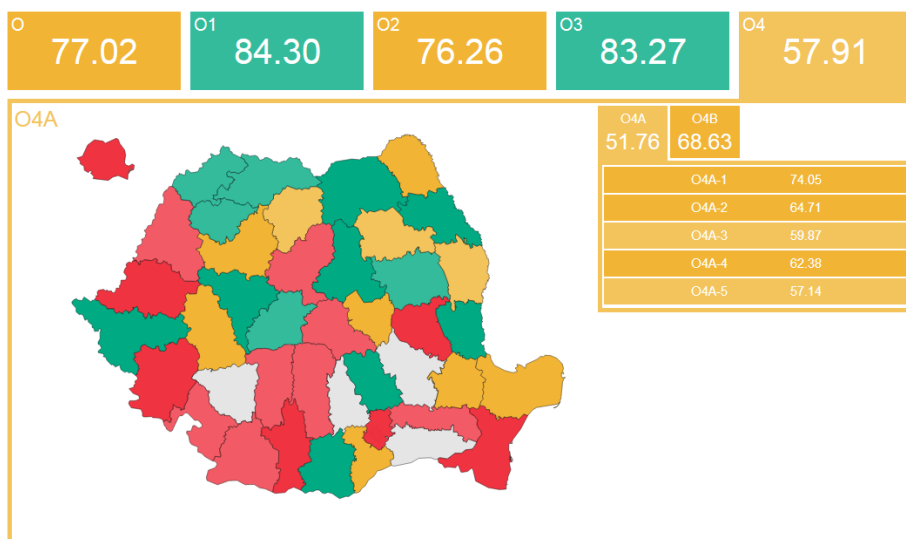 O
77.02
O1
84.30
O2
76.26
O3
83.27
O4
57.91
O4A
O4A
51.76
O4B
68.63
O4A-1 74.05
O4A-2 64.71
O4A-3 59.87
O4A-4 62.38
O4A-5 57.14